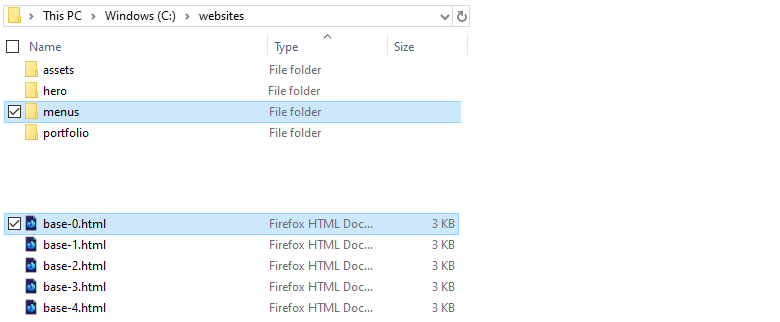 This PC > Windows (C:) > websites
Name Type Size
assets File folder
hero File folder
menus File folder
portfolio File folder
base-0.html Firefox HTML Doc... 3 KB
base-1.html Firefox HTML Doc... 3 KB
base-2.html Firefox HTML Doc... 3 KB
base-3.html Firefox HTML Doc... 3 KB
base-4.html Firefox HTML Doc... 3 KB